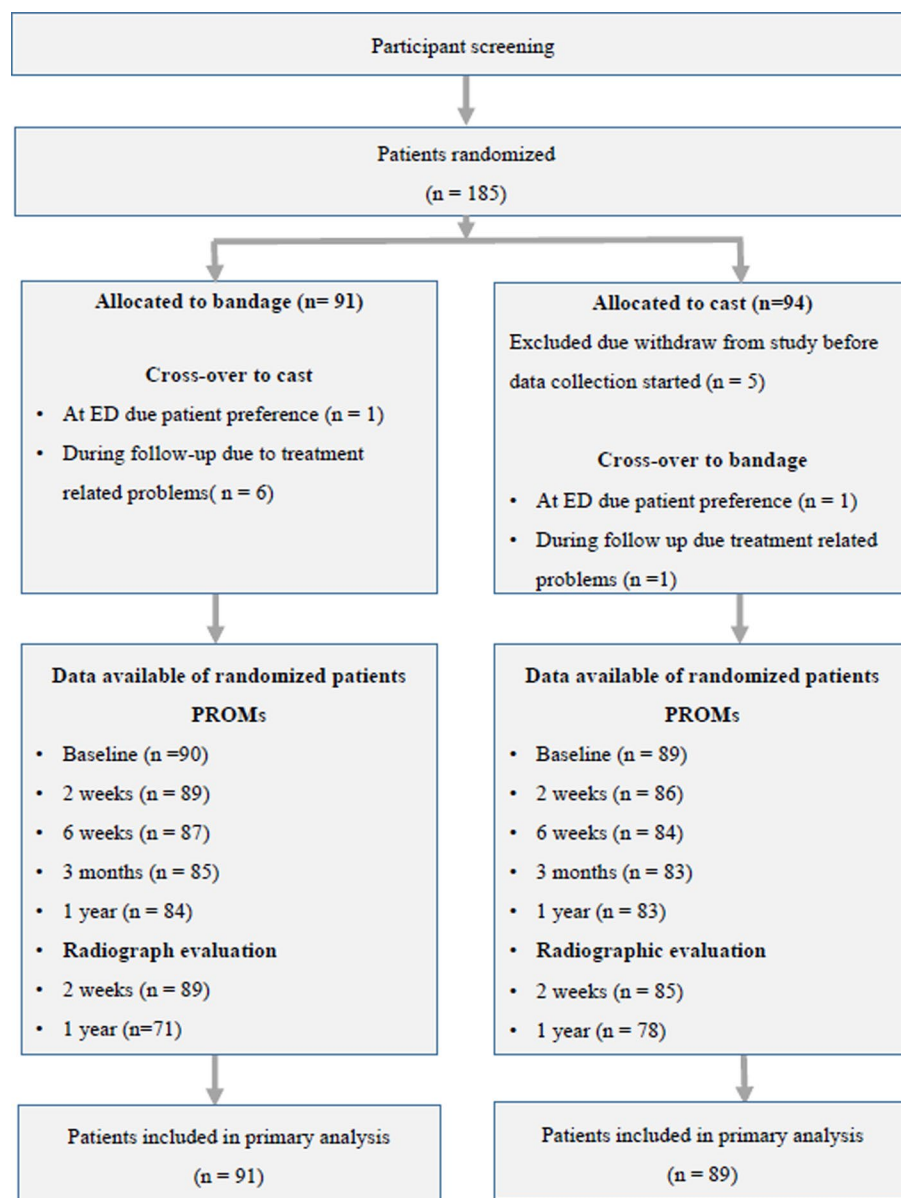 Participant screening
Patients randomized
(n = 185)
Allocated to bandage (n= 91)
Cross-over to cast
• At ED due patient preference (n = 1)
• During follow-up due to treatment
related problems( n = 6)
Allocated to cast (n=94)
Excluded due withdraw from study before
data collection started (n = 5)
Cross-over to bandage
• At ED due patient preference (n = 1)
• During follow up due treatment related
problems (n =1)
Data available of randomized patients
PROMs
• Baseline (n =90)
• 2 weeks (n = 89)
• 6 weeks (n = 87)
• 3 months (n = 85)
• 1 year (n = 84)
• Radiograph evaluation
• 2 weeks (n = 89)
• 1 year (n=71)
Data available of randomized patients
PROMs
• Baseline (n = 89)
• 2 weeks (n = 86)
• 6 weeks (n = 84)
• 3 months (n = 83)
• 1 year (n = 83)
• Radiographic evaluation
• 2 weeks (n = 85)
• 1 year (n = 78)
Patients included in primary analysis
(n = 91)
Patients included in primary analysis
(n = 89)